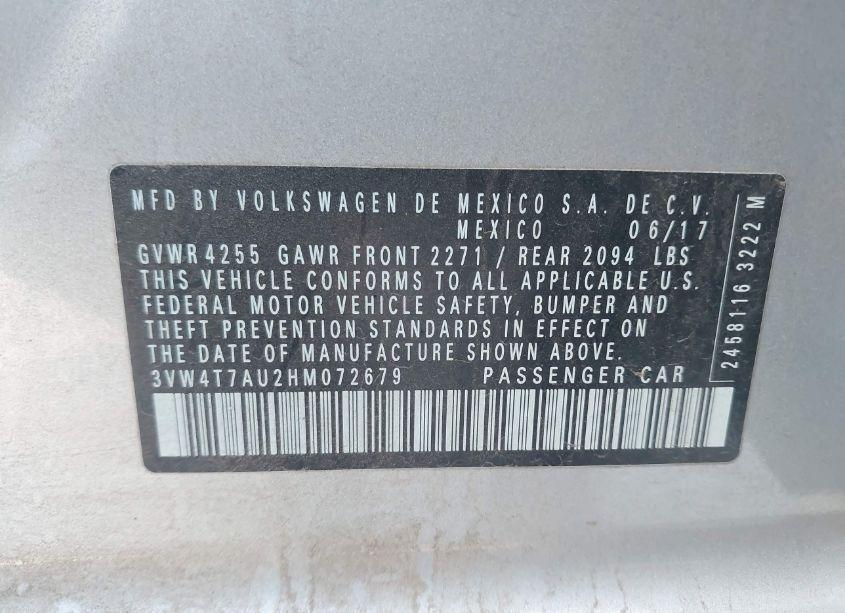 MFD BY VOLKSWAGEN DE MEXICO S.A. DE C.V.
MEXICO 06/17
GVWR 4255 GAWR FRONT 2271 / REAR 2094 LBS
THIS VEHICLE CONFORMS TO ALL APPLICABLE U.S.
FEDERAL MOTOR VEHICLE SAFETY, BUMPER AND
THEFT PREVENTION STANDARDS IN EFFECT ON
THE DATE OF MANUFACTURE SHOWN ABOVE.
3VW4T7AU2HM072679 PASSENGER CAR
2458116 3222 M